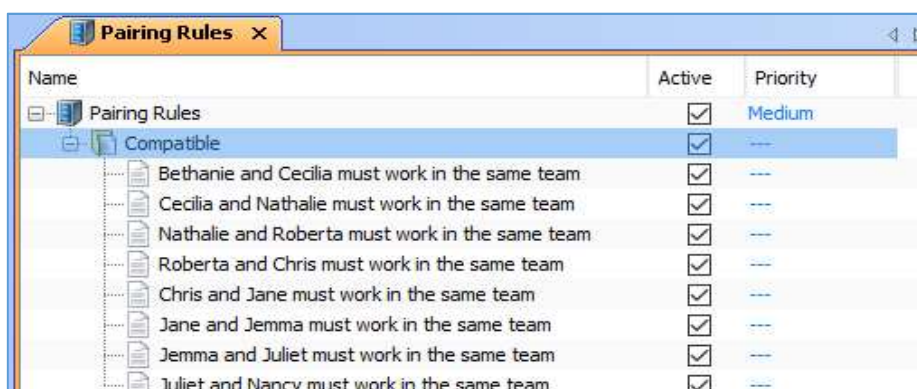 Pairing Rules X
Name Active Priority
Pairing Rules Medium
Compatible ---
Bethanie and Cecilia must work in the same team ---
Cecilia and Nathalie must work in the same team ---
Nathalie and Roberta must work in the same team ---
Roberta and Chris must work in the same team ---
Chris and Jane must work in the same team ---
Jane and Jemma must work in the same team ---
Jemma and Juliet must work in the same team ---
Juliet and Nancy must work in the same team ---